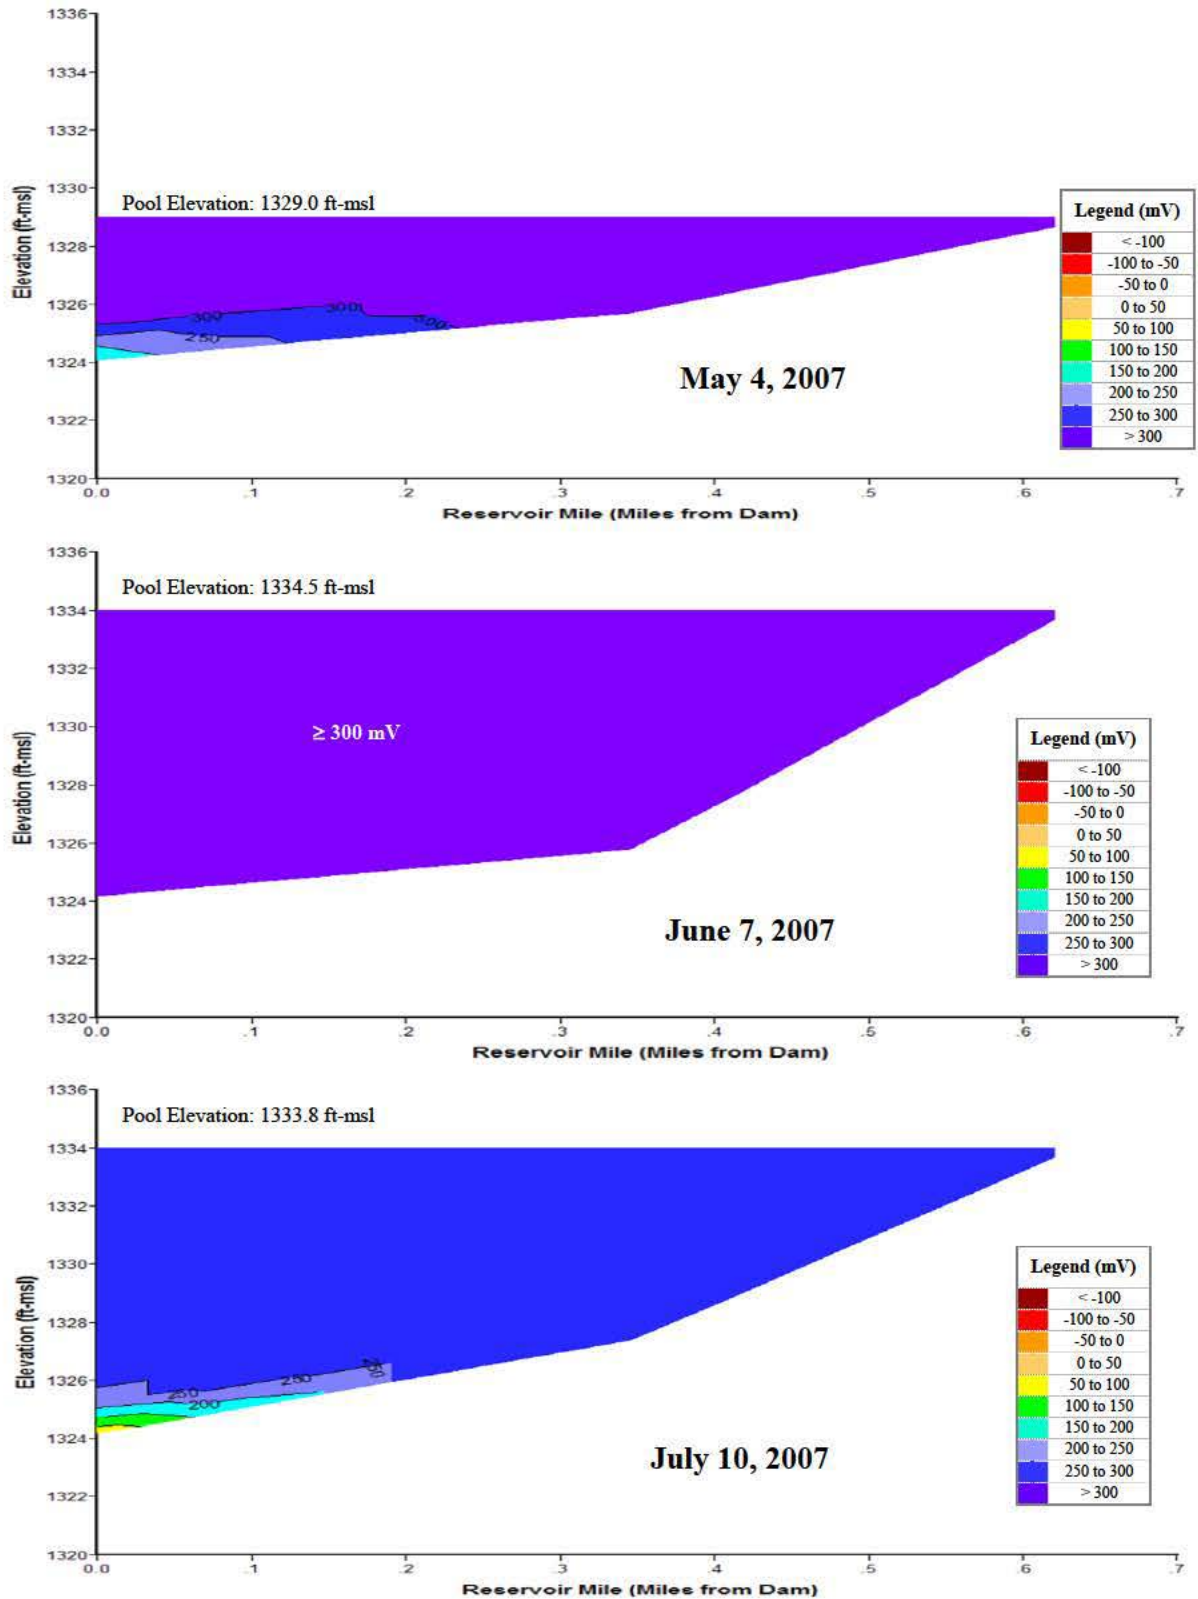 1336
1334
1332
1330
1328
1326
1324
1322
1320
Elevation (ft-msl)
Pool Elevation: 1329.0 ft-msl
300
300
300
250
May 4, 2007
Legend (mV)
< -100
-100 to -50
-50 to 0
0 to 50
50 to 100
100 to 150
150 to 200
200 to 250
250 to 300
> 300
0.0 .1 .2 .3 .4 .5 .6 .7
Reservoir Mile (Miles from Dam)
1336
1334
1332
1330
1328
1326
1324
1322
1320
Elevation (ft-msl)
Pool Elevation: 1334.5 ft-msl
≥ 300 mV
June 7, 2007
Legend (mV)
< -100
-100 to -50
-50 to 0
0 to 50
50 to 100
100 to 150
150 to 200
200 to 250
250 to 300
> 300
0.0 .1 .2 .3 .4 .5 .6 .7
Reservoir Mile (Miles from Dam)
1336
1334
1332
1330
1328
1326
1324
1322
1320
Elevation (ft-msl)
Pool Elevation: 1333.8 ft-msl
250
250
250
200
July 10, 2007
Legend (mV)
< -100
-100 to -50
-50 to 0
0 to 50
50 to 100
100 to 150
150 to 200
200 to 250
250 to 300
> 300
0.0 .1 .2 .3 .4 .5 .6 .7
Reservoir Mile (Miles from Dam)